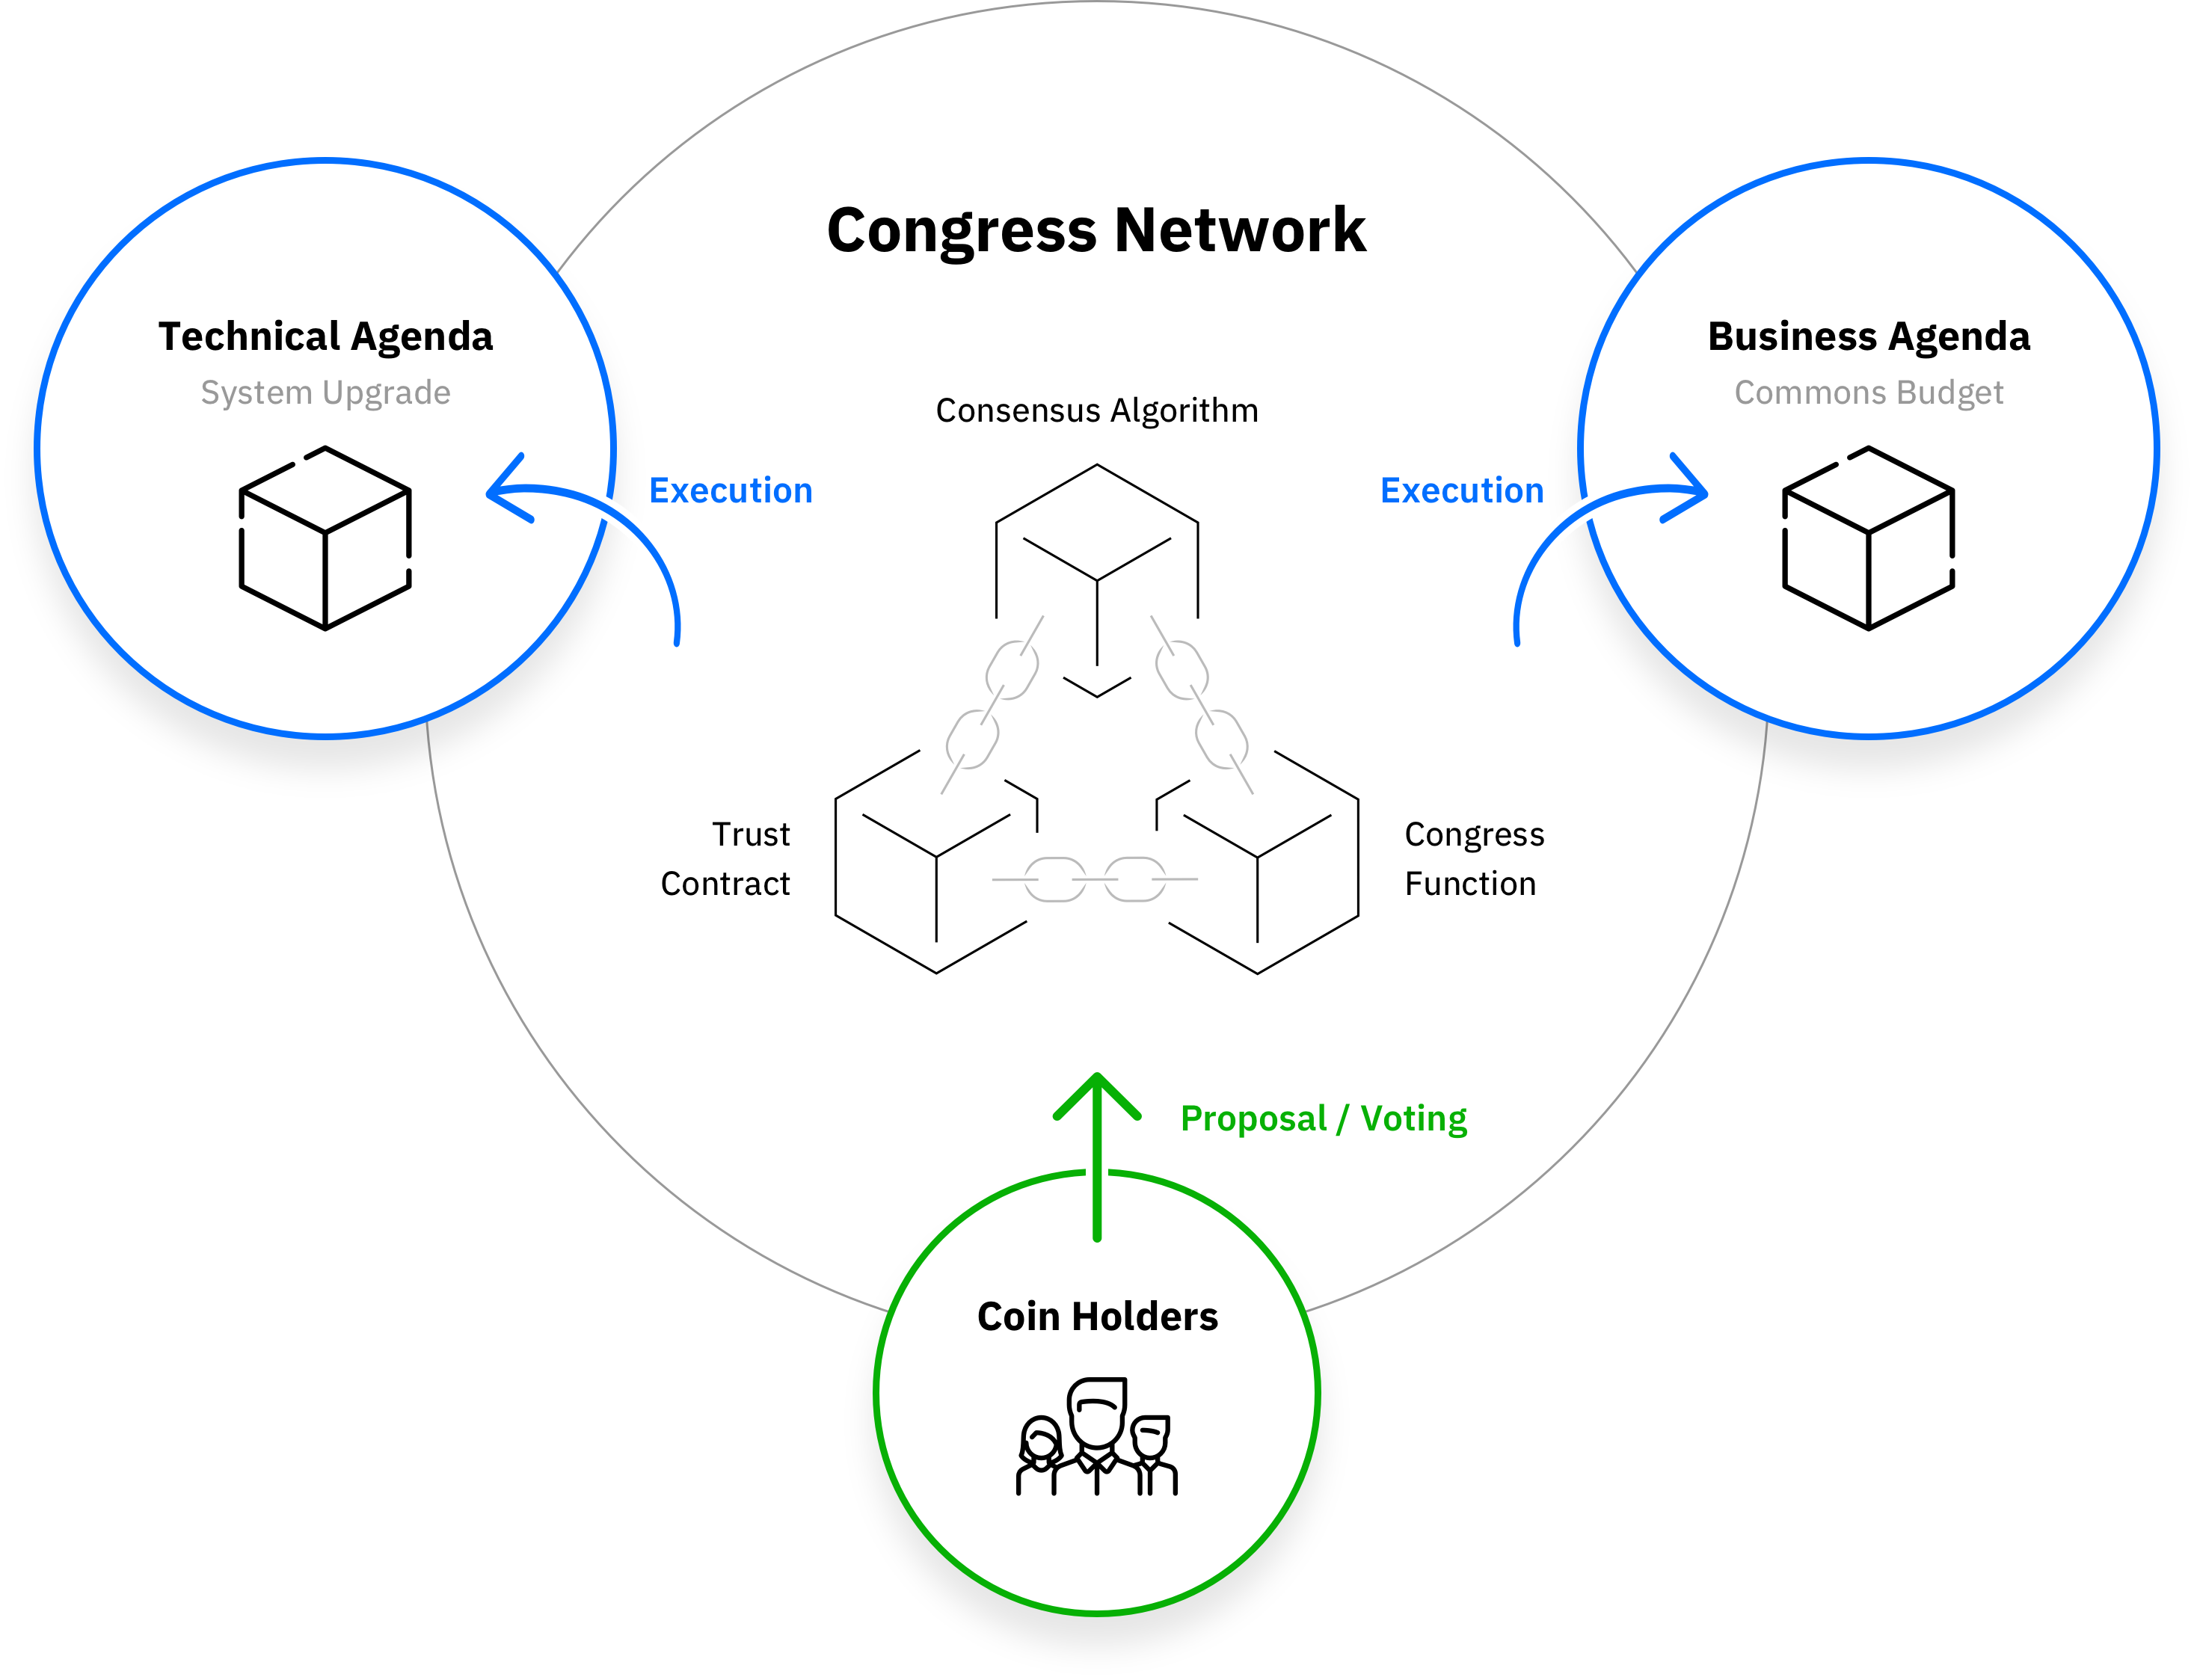 Congress Network
Technical Agenda
System Upgrade
Business Agenda
Commons Budget
Consensus Algorithm
Execution
Execution
Trust
Contract
Congress
Function
Proposal / Voting
Coin Holders